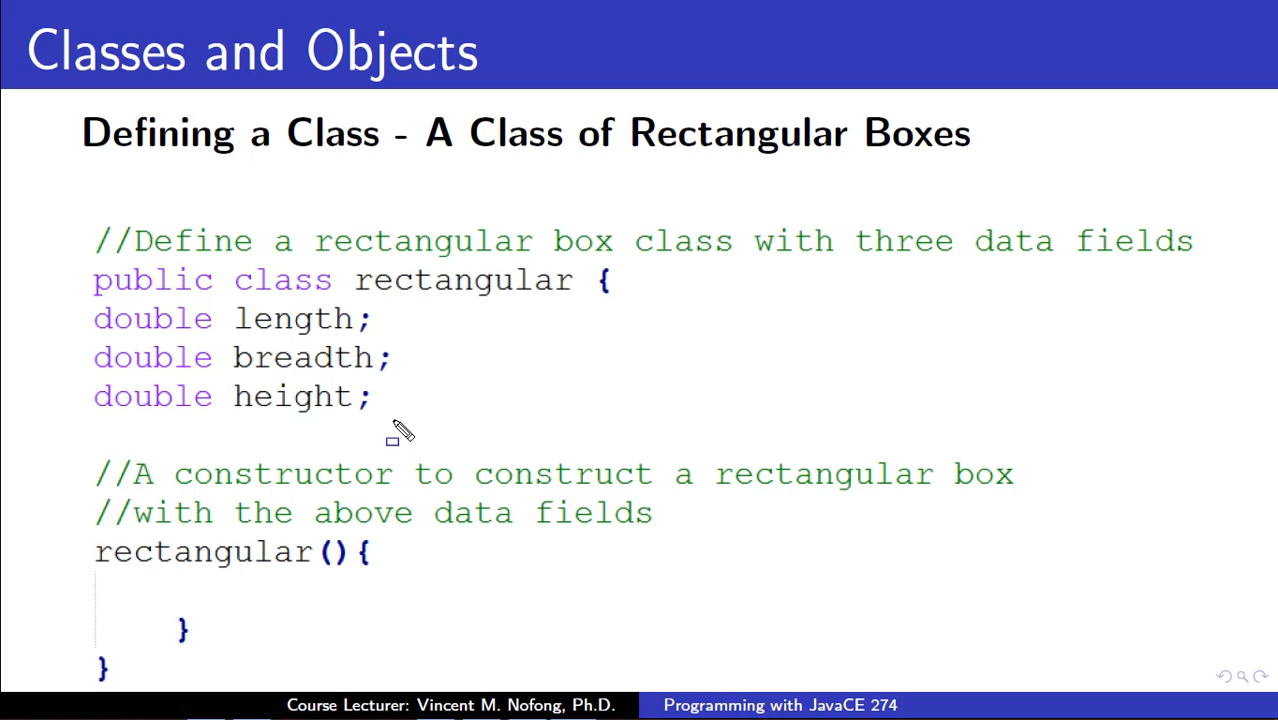 Classes and Objects
Defining a Class - A Class of Rectangular Boxes
//Define a rectangular box class with three data fields
public class rectangular {
double length;
double breadth;
double height;
//A constructor to construct a rectangular box
//with the above data fields
rectangular(){
}
}
Course Lecturer: Vincent M. Nofong, Ph.D. Programming with JavaCE 274